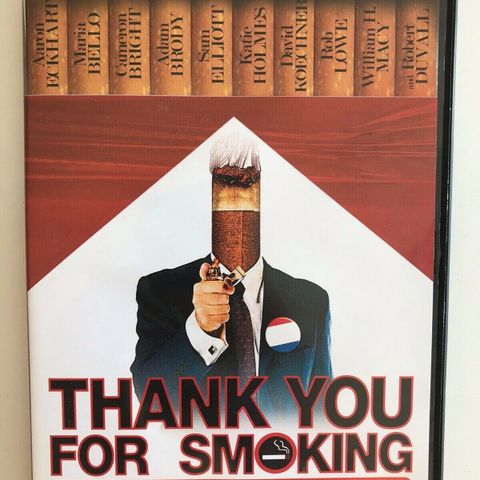 Aaron
ECKHART
Maria
BELLO
Cameron
BRIGHT
Adam
BRODY
Sam
ELLIOTT
Katie
HOLMES
David
KOECHNER
Rob
LOWE
William H.
MACY
and Robert
DUVALL
THANK YOU
FOR SMOKING